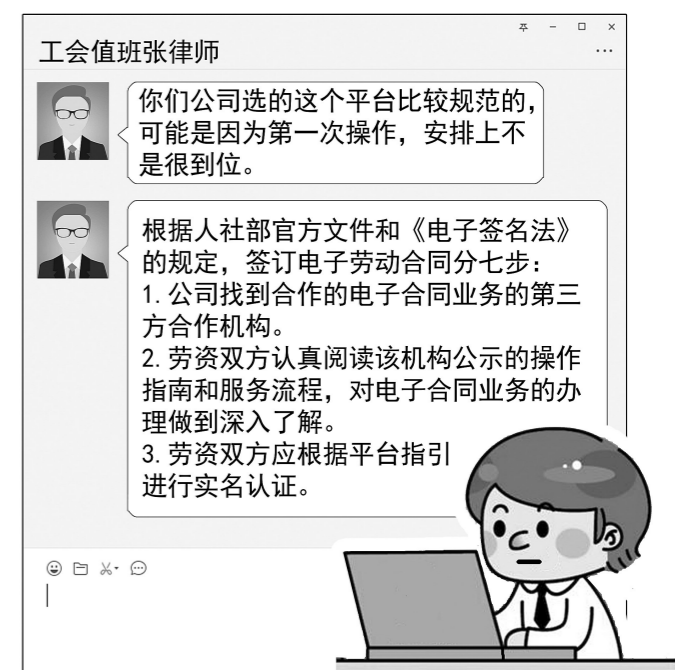 工会值班张律师
你们公司选的这个平台比较规范的，
可能是因为第一次操作，安排上不
是很到位。
根据人社部官方文件和《电子签名法》
的规定，签订电子劳动合同分七步：
1.公司找到合作的电子合同业务的第三
方合作机构。
2.劳资双方认真阅读该机构公示的操作
指南和服务流程，对电子合同业务的办
理做到深入了解。
3.劳资双方应根据平台指引
进行实名认证。